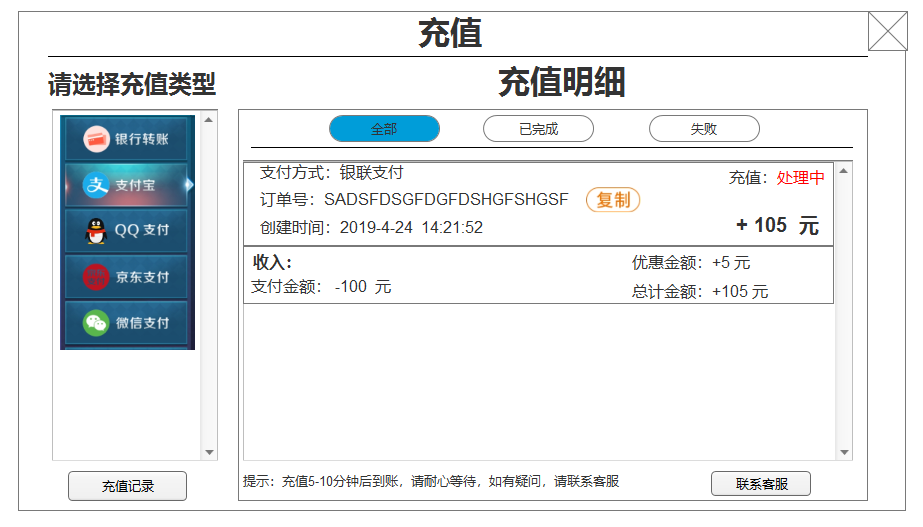 充值
请选择充值类型
充值明细
银行转账
支付宝
QQ支付
京东支付
微信支付
充值记录
全部
已完成
失败
支付方式：银联支付
充值：处理中
订单号：SADSFDSGFDGFDSHGFSHGSF
复制
创建时间：2019-4-24 14:21:52
+ 105 元
收入：
优惠金额：+5 元
支付金额： -100 元
总计金额：+105 元
提示：充值5-10分钟后到账，请耐心等待，如有疑问，请联系客服
联系客服